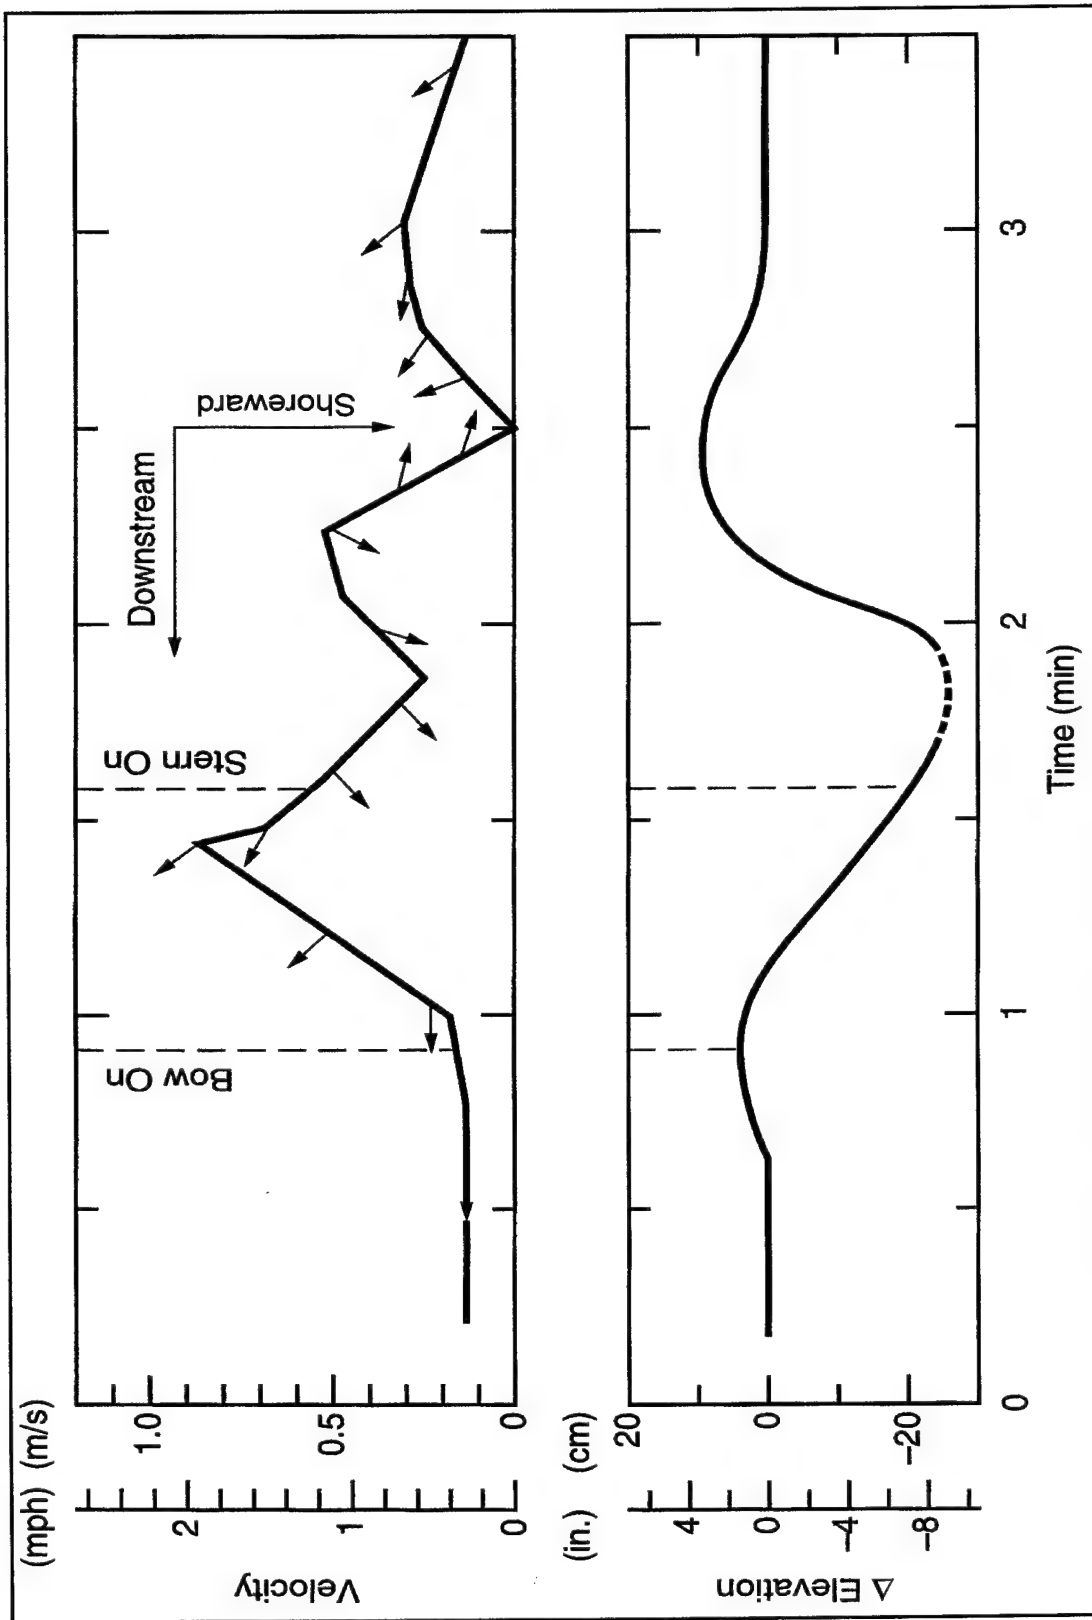 Velocity
(mph) (m/s)
2
1
0
1.0
0.5
0
Bow On
Stern On
Downstream
Shoreward
Δ Elevation
(in.) (cm)
4
0
-4
-8
20
0
-20
0
1
2
3
Time (min)